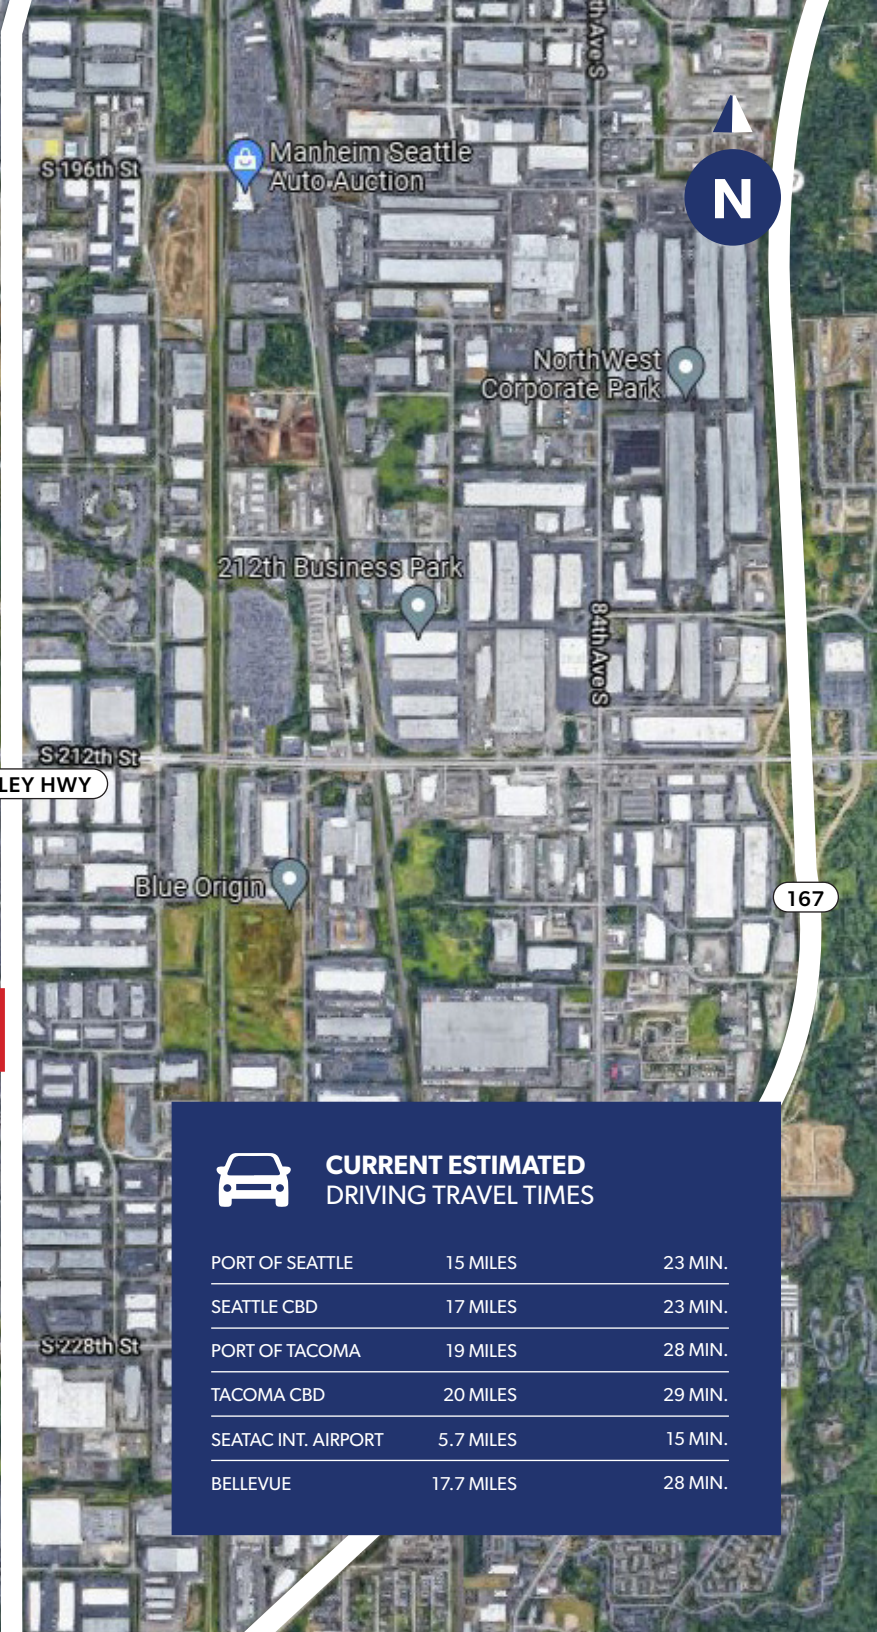 th Ave S
S 196th St
Manheim Seattle
Auto Auction
N
NorthWest
Corporate Park
212th Business Park
84th Ave S
S 212th St
LEY HWY
Blue Origin
167
CURRENT ESTIMATED
DRIVING TRAVEL TIMES
PORT OF SEATTLE 15 MILES 23 MIN.
SEATTLE CBD 17 MILES 23 MIN.
PORT OF TACOMA 19 MILES 28 MIN.
TACOMA CBD 20 MILES 29 MIN.
SEATAC INT. AIRPORT 5.7 MILES 15 MIN.
BELLEVUE 17.7 MILES 28 MIN.
S 228th St